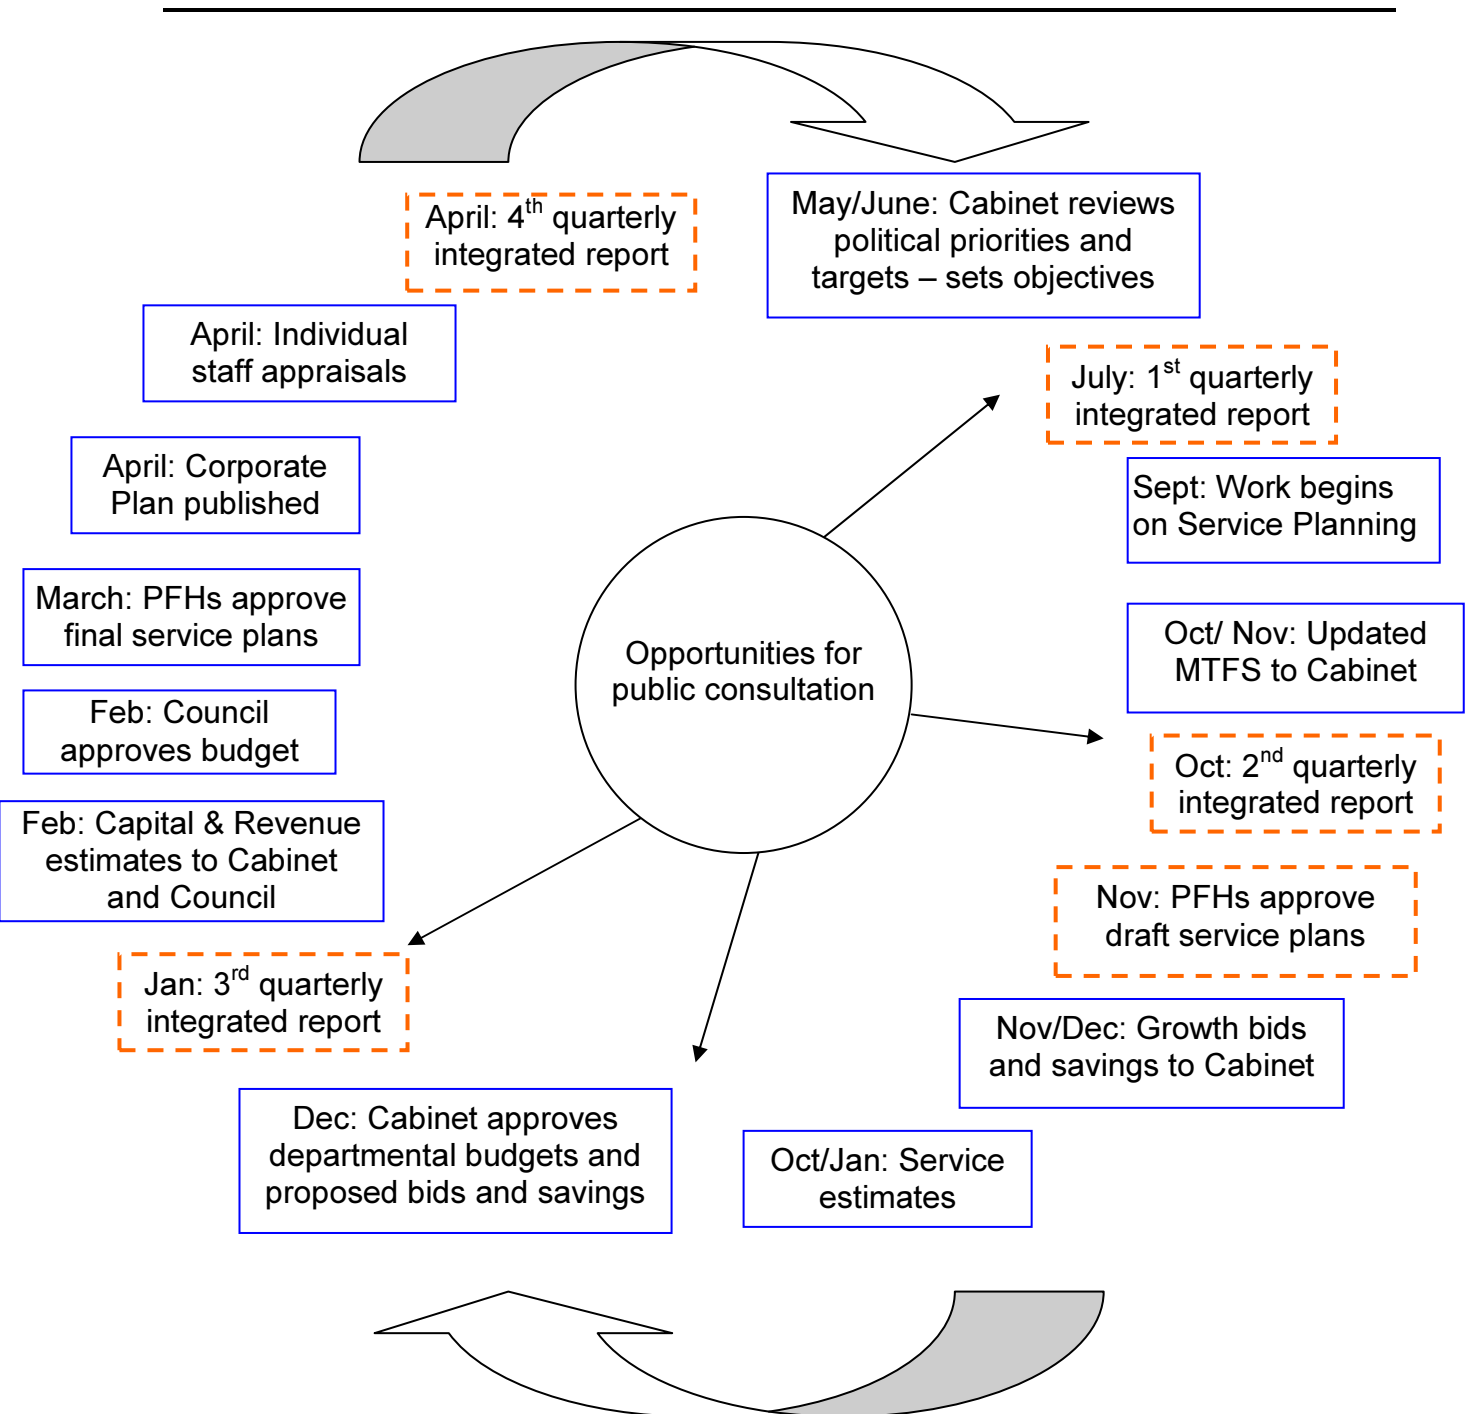 April: 4th quarterly
integrated report
May/June: Cabinet reviews
political priorities and
targets – sets objectives
April: Individual
staff appraisals
July: 1st quarterly
integrated report
April: Corporate
Plan published
Sept: Work begins
on Service Planning
March: PFHs approve
final service plans
Opportunities for
public consultation
Oct/ Nov: Updated
MTFS to Cabinet
Feb: Council
approves budget
Oct: 2nd quarterly
integrated report
Feb: Capital & Revenue
estimates to Cabinet
and Council
Nov: PFHs approve
draft service plans
Jan: 3rd quarterly
integrated report
Nov/Dec: Growth bids
and savings to Cabinet
Dec: Cabinet approves
departmental budgets and
proposed bids and savings
Oct/Jan: Service
estimates